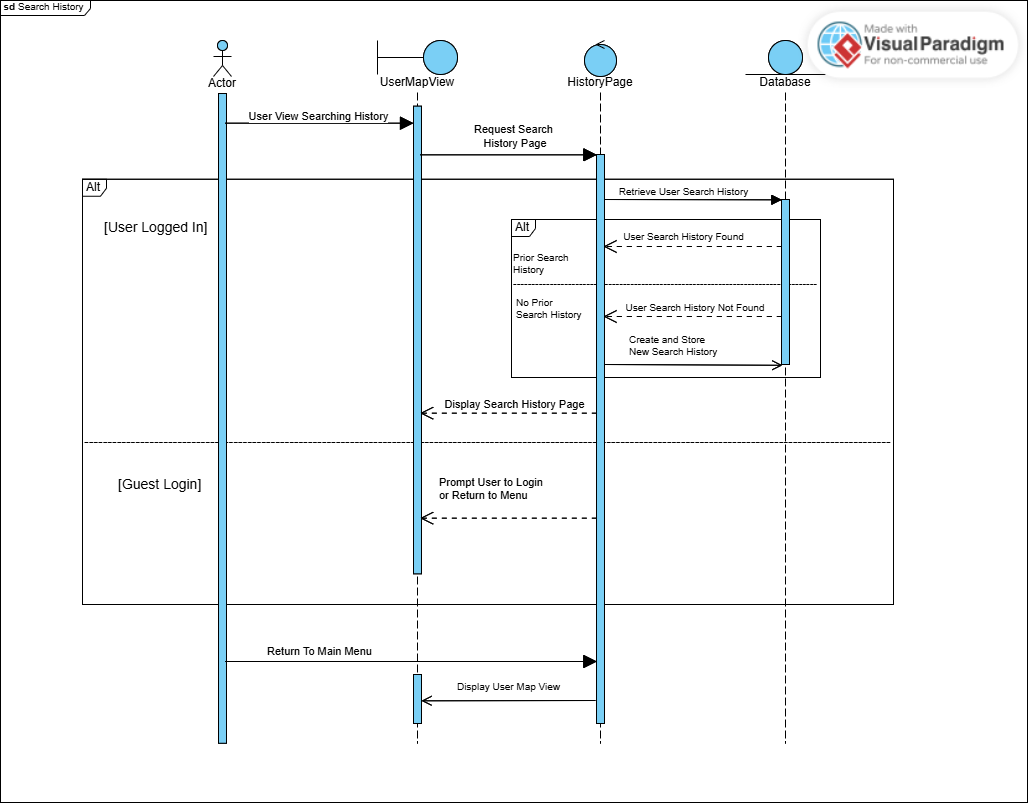 sd Search History
Made with
VisualParadigm
For non-commercial use
Actor
UserMapView
HistoryPage
Database
User View Searching History
Request Search
History Page
Alt
Retrieve User Search History
[User Logged In]
Alt
User Search History Found
Prior Search
History
No Prior
Search History
User Search History Not Found
Create and Store
New Search History
Display Search History Page
[Guest Login]
Prompt User to Login
or Return to Menu
Return To Main Menu
Display User Map View